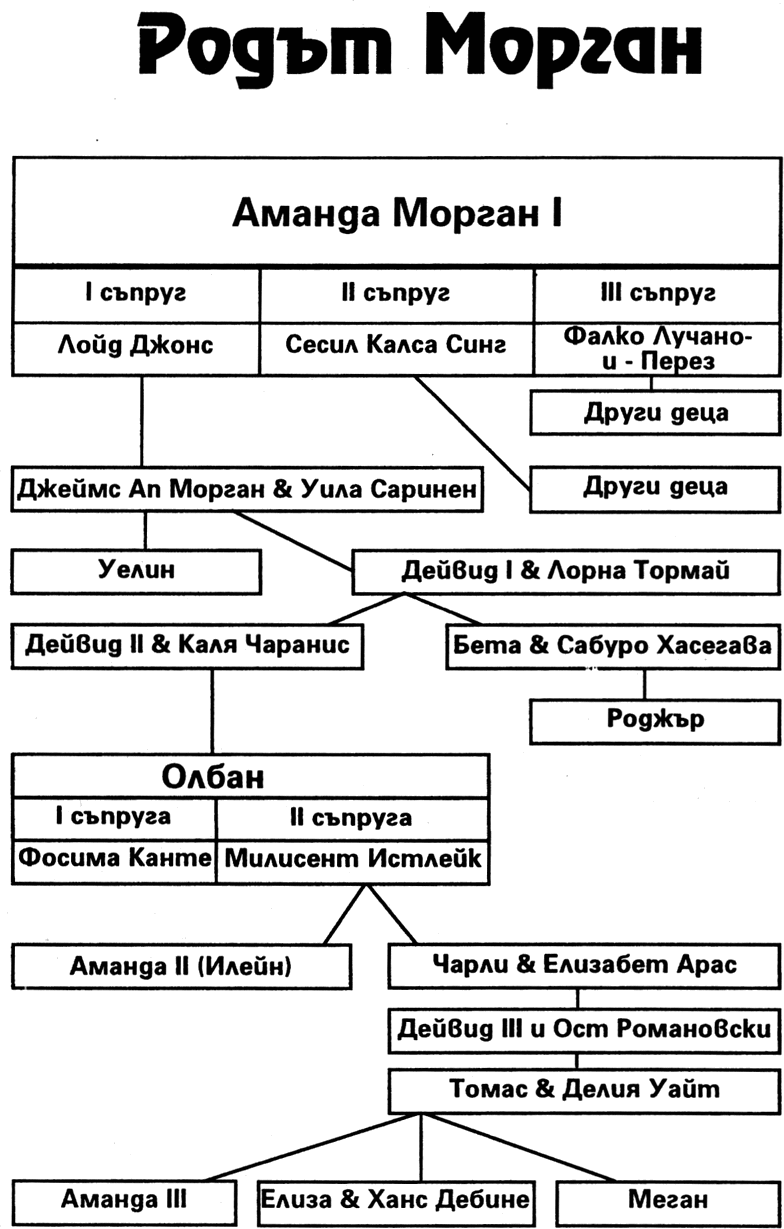 Родът Морган
Аманда Морган I
I съпруг
II съпруг
III съпруг
Лойд Джонс
Сесил Калса Синг
Фалко Лучано-
и - Перез
Други деца
Джеймс Ап Морган & Уила Саринен
Други деца
Уелин
Дейвид I & Лорна Тормай
Дейвид II & Каля Чаранис
Бета & Сабуро Хасегава
Роджър
Олбан
I съпруга
II съпруга
Фосима Канте
Милисент Истлейк
Аманда II (Илейн)
Чарли & Елизабет Арас
Дейвид III и Ост Романовски
Томас & Делия Уайт
Аманда III
Елиза & Ханс Дебине
Меган